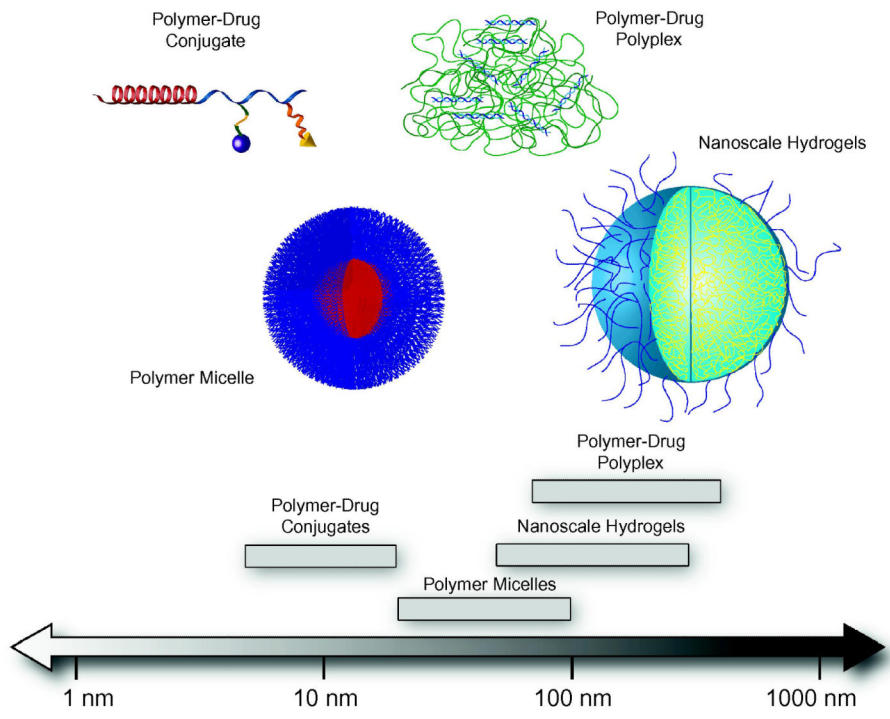 Polymer-Drug
Conjugate
Polymer-Drug
Polyplex
Nanoscale Hydrogels
Polymer Micelle
Polymer-Drug
Polyplex
Polymer-Drug
Conjugates
Nanoscale Hydrogels
Polymer Micelles
1 nm
10 nm
100 nm
1000 nm